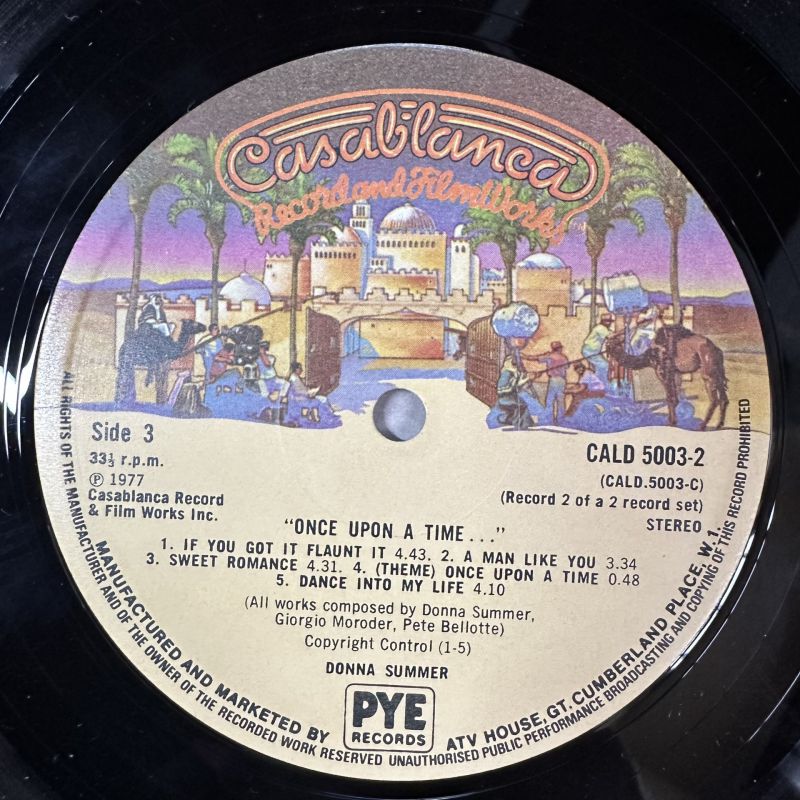 Casablanca
Record and FilmWorks
TM
Side 3
33⅓ r.p.m.
℗ 1977
Casablanca Record
& Film Works Inc.
CALD 5003-2
(CALD.5003-C)
(Record 2 of a 2 record set)
STEREO
"ONCE UPON A TIME..."
1. IF YOU GOT IT FLAUNT IT 4.43. 2. A MAN LIKE YOU 3.34
3. SWEET ROMANCE 4.31. 4. (THEME) ONCE UPON A TIME 0.48
5. DANCE INTO MY LIFE 4.10
(All works composed by Donna Summer,
Giorgio Moroder, Pete Bellotte)
Copyright Control (1-5)
DONNA SUMMER
PYE
RECORDS
MANUFACTURED AND MARKETED BY
ATV HOUSE, GT. CUMBERLAND PLACE, W.1.
ALL RIGHTS OF THE MANUFACTURER AND OF THE OWNER OF THE RECORDED WORK RESERVED UNAUTHORISED PUBLIC PERFORMANCE BROADCASTING AND COPYING OF THIS RECORD PROHIBITED